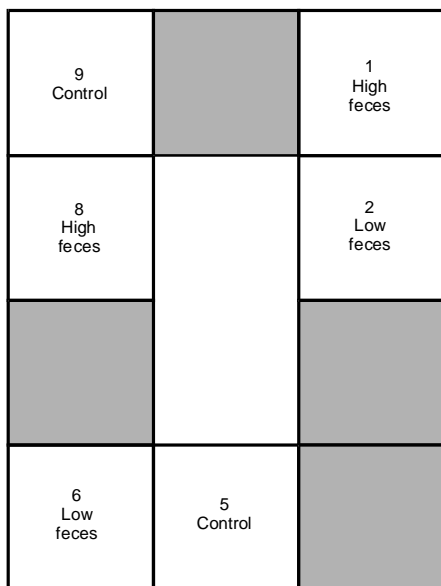 9
Control
1
High
feces
8
High
feces
2
Low
feces
6
Low
feces
5
Control